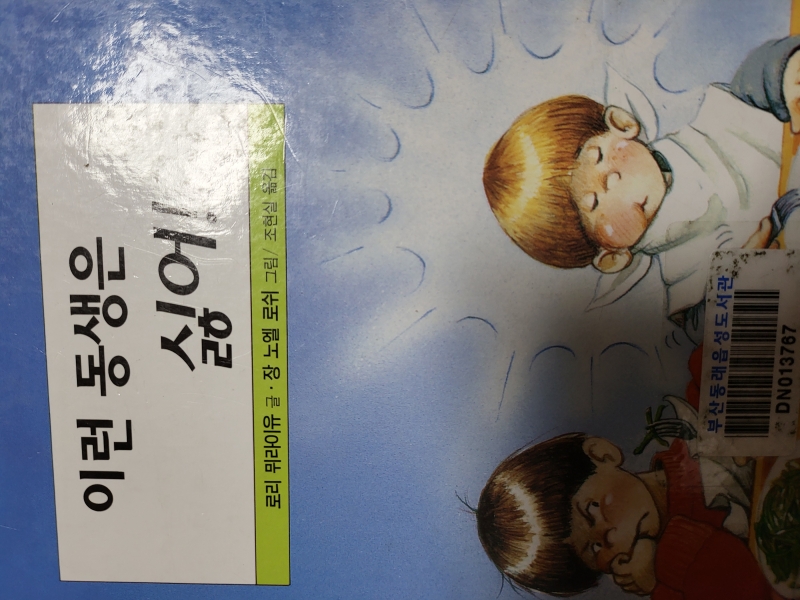 이런 동생은
싫어!
로리 뮈라이유 글·장 노엘 로쉬 그림/조현실 옮김
부산동래읍성도서관
DN013767